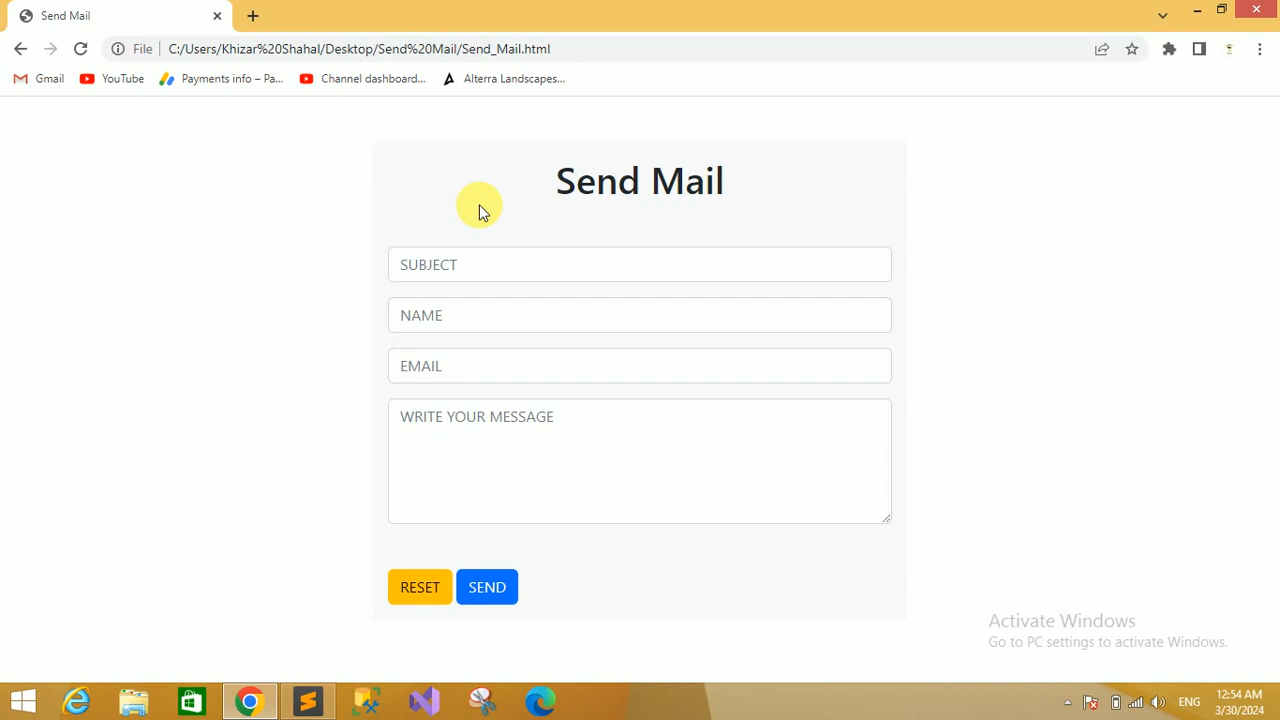 Send Mail
File
C:/Users/Khizar%20Shahal/Desktop/Send%20Mail/Send_Mail.html
Gmail
YouTube
Payments info – Pa...
Channel dashboard...
Alterra Landscapes...
Send Mail
SUBJECT
NAME
EMAIL
WRITE YOUR MESSAGE
RESET
SEND
Activate Windows
Go to PC settings to activate Windows.
ENG
12:54 AM
3/30/2024